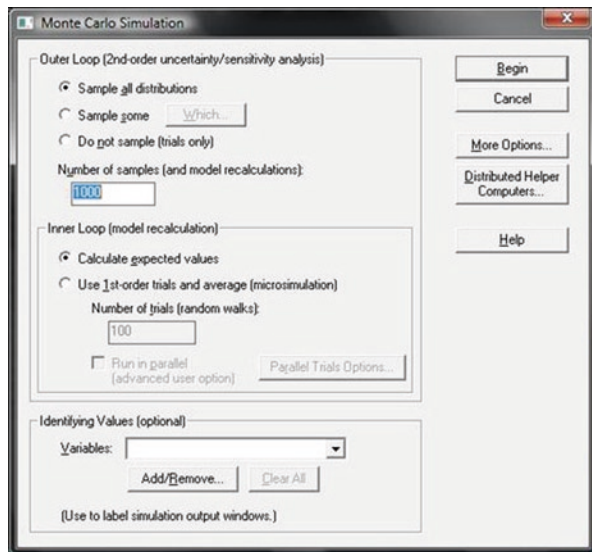 Monte Carlo Simulation
Outer Loop (2nd-order uncertainty/sensitivity analysis)
Sample all distributions
Sample some
Which...
Do not sample (trials only)
Number of samples (and model recalculations):
1000
Inner Loop (model recalculation)
Calculate expected values
Use 1st-order trials and average (microsimulation)
Number of trials (random walks):
100
Run in parallel
(advanced user option)
Parallel Trials Options...
Identifying Values (optional)
Variables:
Add/Remove...
Clear All
(Use to label simulation output windows.)
Begin
Cancel
More Options...
Distributed Helper
Computers...
Help